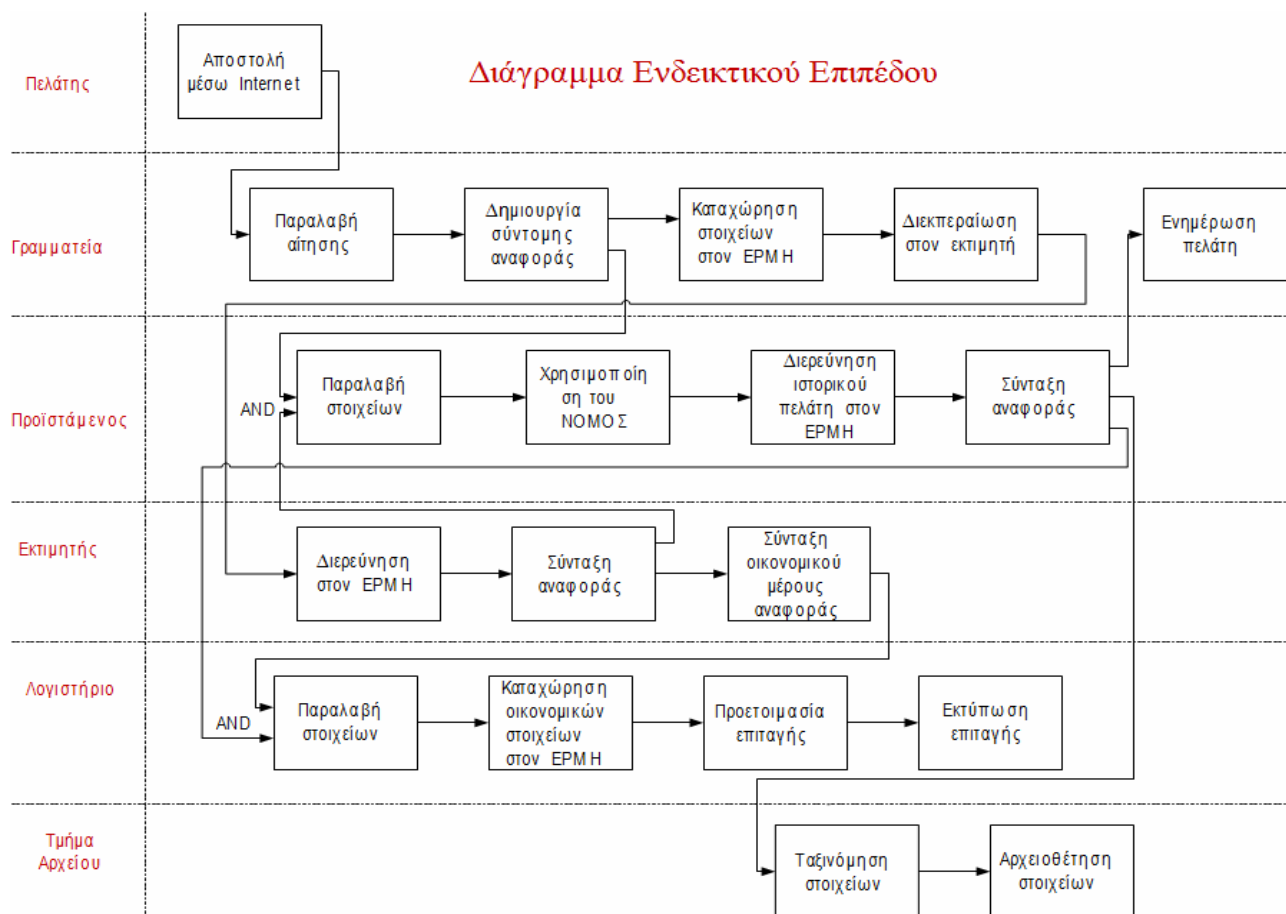 Διάγραμμα Ενδεικτικού Επιπέδου
Πελάτης
Αποστολή
μέσω Internet
Γραμματεία
Παραλαβή
αίτησης
Δημιουργία
σύντομης
αναφοράς
Καταχώρηση
στοιχείων
στον ΕΡΜΗ
Διεκπεραίωση
στον εκτιμητή
Ενημέρωση
πελάτη
Προϊστάμενος
AND
Παραλαβή
στοιχείων
Χρησιμοποίη
ση του
ΝΟΜΟΣ
Διερεύνηση
ιστορικού
πελάτη στον
ΕΡΜΗ
Σύνταξη
αναφοράς
Εκτιμητής
Διερεύνηση
στον ΕΡΜΗ
Σύνταξη
αναφοράς
Σύνταξη
οικονομικού
μέρους
αναφοράς
Λογιστήριο
AND
Παραλαβή
στοιχείων
Καταχώρηση
οικονομικών
στοιχείων
στον ΕΡΜΗ
Προετοιμασία
επιταγής
Εκτύπωση
επιταγής
Τμήμα
Αρχείου
Ταξινόμηση
στοιχείων
Αρχειοθέτηση
στοιχείων